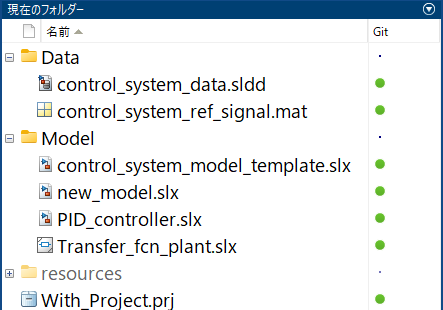 現在のフォルダー
名前 Git
Data
control_system_data.sldd
control_system_ref_signal.mat
Model
control_system_model_template.slx
new_model.slx
PID_controller.slx
Transfer_fcn_plant.slx
resources
With_Project.prj